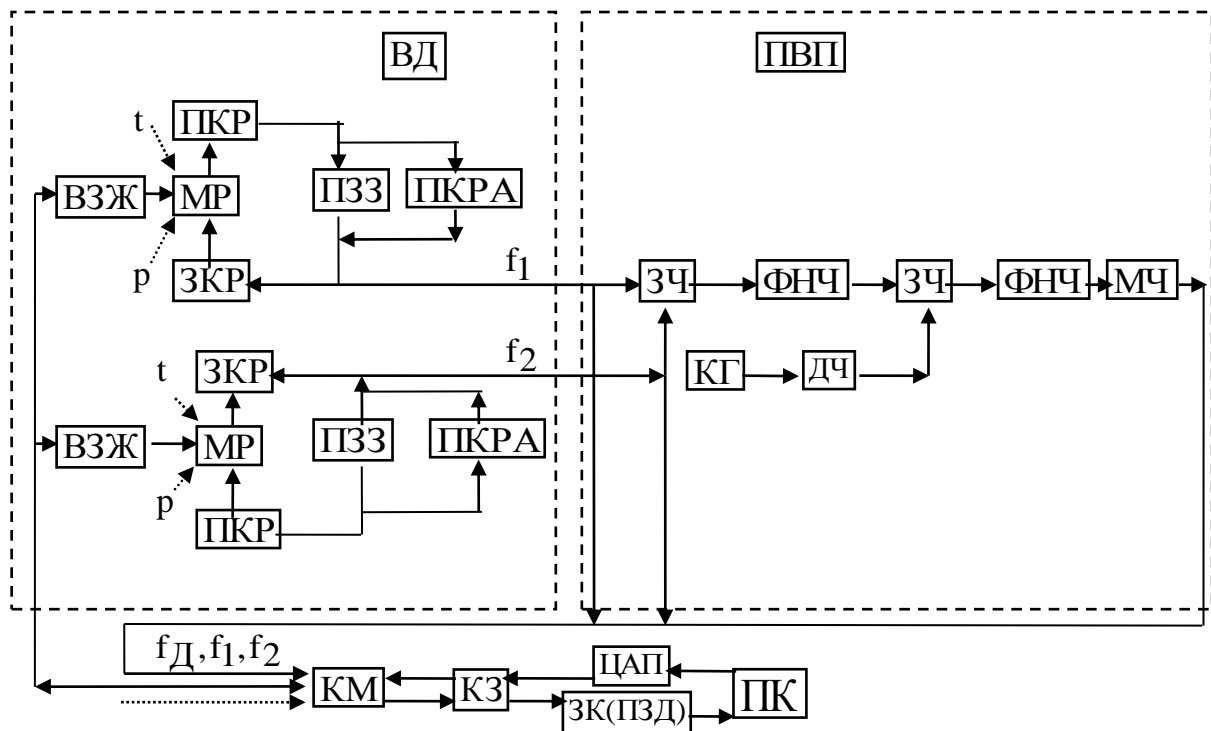 ВД ПВП
t ПКР
ВЗЖ МР ПЗЗ ПКРА
p ЗКР f1 ЗЧ ФНЧ ЗЧ ФНЧ МЧ
t ЗКР f2 КГ ДЧ
ВЗЖ МР ПЗЗ ПКРА
p ПКР
fД,f1,f2 КМ КЗ ЦАП ПК
ЗК(ПЗД)